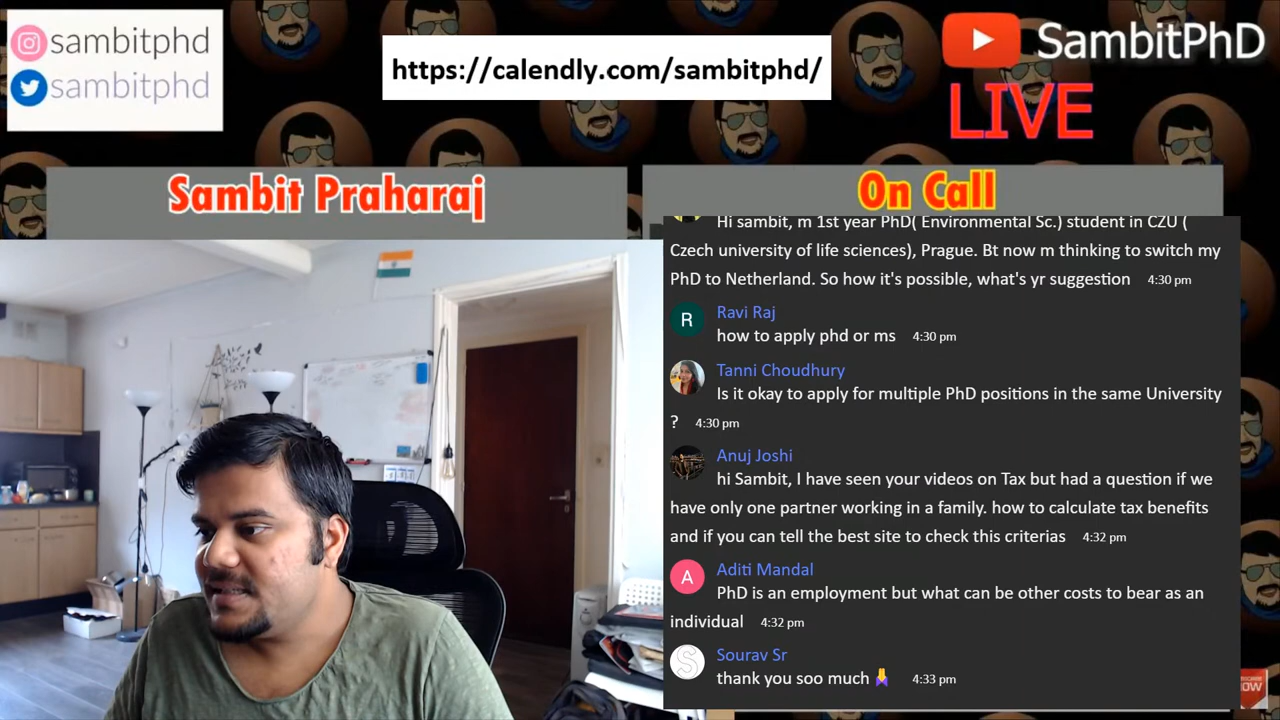 sambitphd
sambitphd
https://calendly.com/sambitphd/
SambitPhD
LIVE
Sambit Praharaj
On Call
Hi sambit, m 1st year PhD( Environmental Sc.) student in CZU (
Czech university of life sciences), Prague. Bt now m thinking to switch my
PhD to Netherland. So how it's possible, what's yr suggestion 4:30 pm
R
Ravi Raj
how to apply phd or ms 4:30 pm
Tanni Choudhury
Is it okay to apply for multiple PhD positions in the same University
? 4:30 pm
Anuj Joshi
hi Sambit, I have seen your videos on Tax but had a question if we
have only one partner working in a family. how to calculate tax benefits
and if you can tell the best site to check this criterias 4:32 pm
A
Aditi Mandal
PhD is an employment but what can be other costs to bear as an
individual 4:32 pm
S
Sourav Sr
thank you soo much 4:33 pm